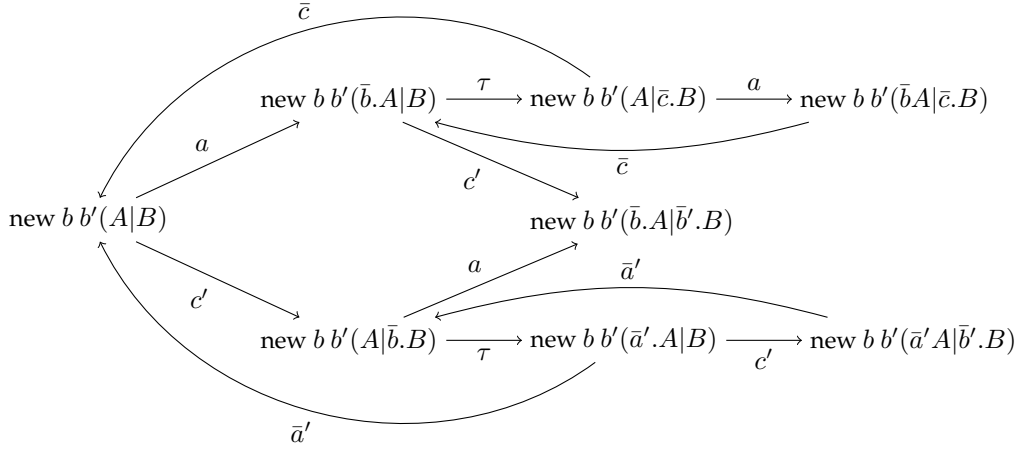 c̄
new b b′(b̄.A|B) τ new b b′(A|c̄.B) a new b b′(b̄A|c̄.B)
a c̄
c′
new b b′(A|B) new b b′(b̄.A|b̄′.B)
a ā′
c′
new b b′(A|b̄.B) τ new b b′(ā′.A|B) c′ new b b′(ā′A|b̄′.B)
ā′